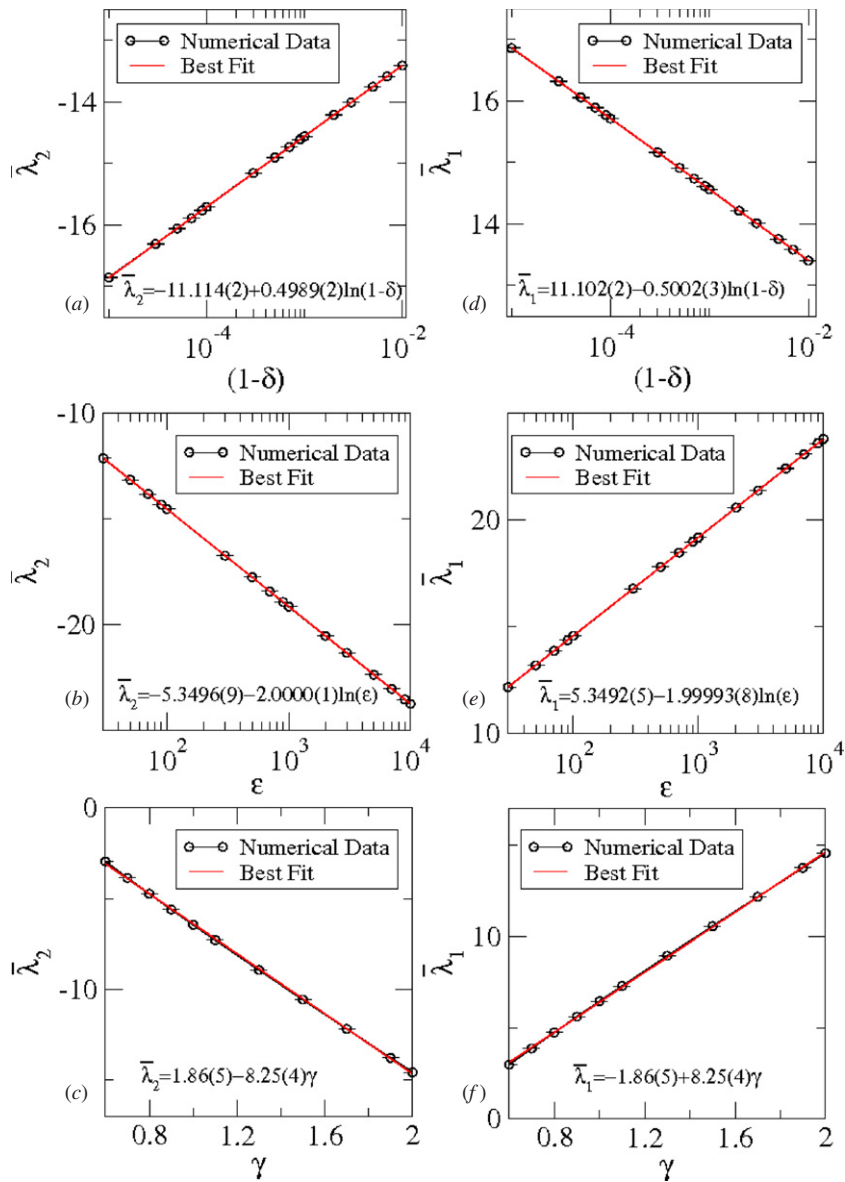 Numerical Data
Best Fit
-14
-16
λ̄₂
(a)
λ̄₂=−11.114(2)+0.4989(2)ln(1-δ)
10⁻⁴
10⁻²
(1-δ)
Numerical Data
Best Fit
16
14
λ̄₁
(d)
λ̄₁=11.102(2)−0.5002(3)ln(1-δ)
10⁻⁴
10⁻²
(1-δ)
-10
-20
Numerical Data
Best Fit
λ̄₂
(b)
λ̄₂=−5.3496(9)−2.0000(1)ln(ε)
10²
10³
10⁴
ε
20
10
Numerical Data
Best Fit
λ̄₁
(e)
λ̄₁=5.3492(5)−1.99993(8)ln(ε)
10²
10³
10⁴
ε
0
-10
Numerical Data
Best Fit
λ̄₂
(c)
λ̄₂=1.86(5)−8.25(4)γ
0.8 1.2 1.6 2
γ
10
0
Numerical Data
Best Fit
λ̄₁
(f)
λ̄₁=−1.86(5)+8.25(4)γ
0.8 1.2 1.6 2
γ